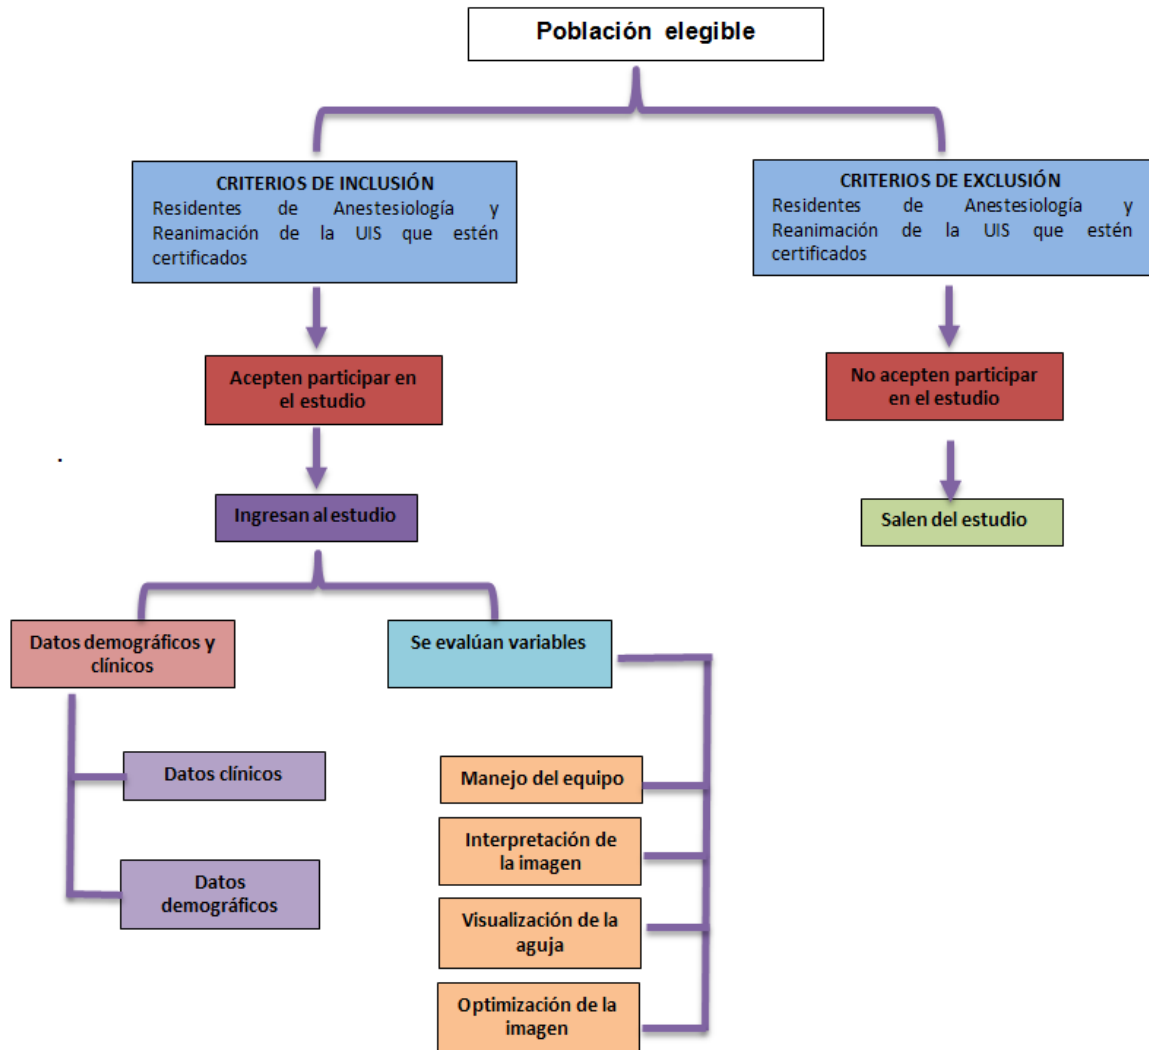 Población elegible
CRITERIOS DE INCLUSIÓN
Residentes de Anestesiología y
Reanimación de la UIS que estén
certificados
CRITERIOS DE EXCLUSIÓN
Residentes de Anestesiología y
Reanimación de la UIS que estén
certificados
Acepten participar en
el estudio
No acepten participar
en el estudio
.
Ingresan al estudio
Salen del estudio
Datos demográficos y
clínicos
Se evalúan variables
Datos clínicos
Datos
demográficos
Manejo del equipo
Interpretación de
la imagen
Visualización de la
aguja
Optimización de la
imagen